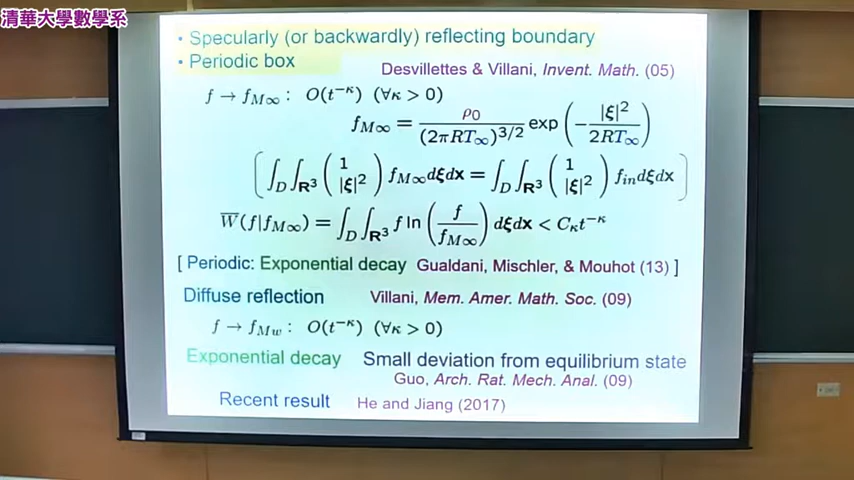 清華大學數學系
• Specularly (or backwardly) reflecting boundary
• Periodic box
Desvillettes & Villani, Invent. Math. (05)
f → f_{M∞} : O(t^{-κ}) (∀κ > 0)
f_{M∞} = \frac{ρ_0}{(2πRT_∞)^{3/2}} exp(-\frac{|ξ|^2}{2RT_∞})
[ ∫_D ∫_{R^3} (1 |ξ|^2) f_{M∞} dξdx = ∫_D ∫_{R^3} (1 |ξ|^2) f_{in} dξdx ]
\overline{W}(f|f_{M∞}) = ∫_D ∫_{R^3} f ln(\frac{f}{f_{M∞}}) dξdx < C_κ t^{-κ}
[ Periodic: Exponential decay Gualdani, Mischler, & Mouhot (13) ]
Diffuse reflection Villani, Mem. Amer. Math. Soc. (09)
f → f_{Mw} : O(t^{-κ}) (∀κ > 0)
Exponential decay Small deviation from equilibrium state
Guo, Arch. Rat. Mech. Anal. (09)
Recent result He and Jiang (2017)